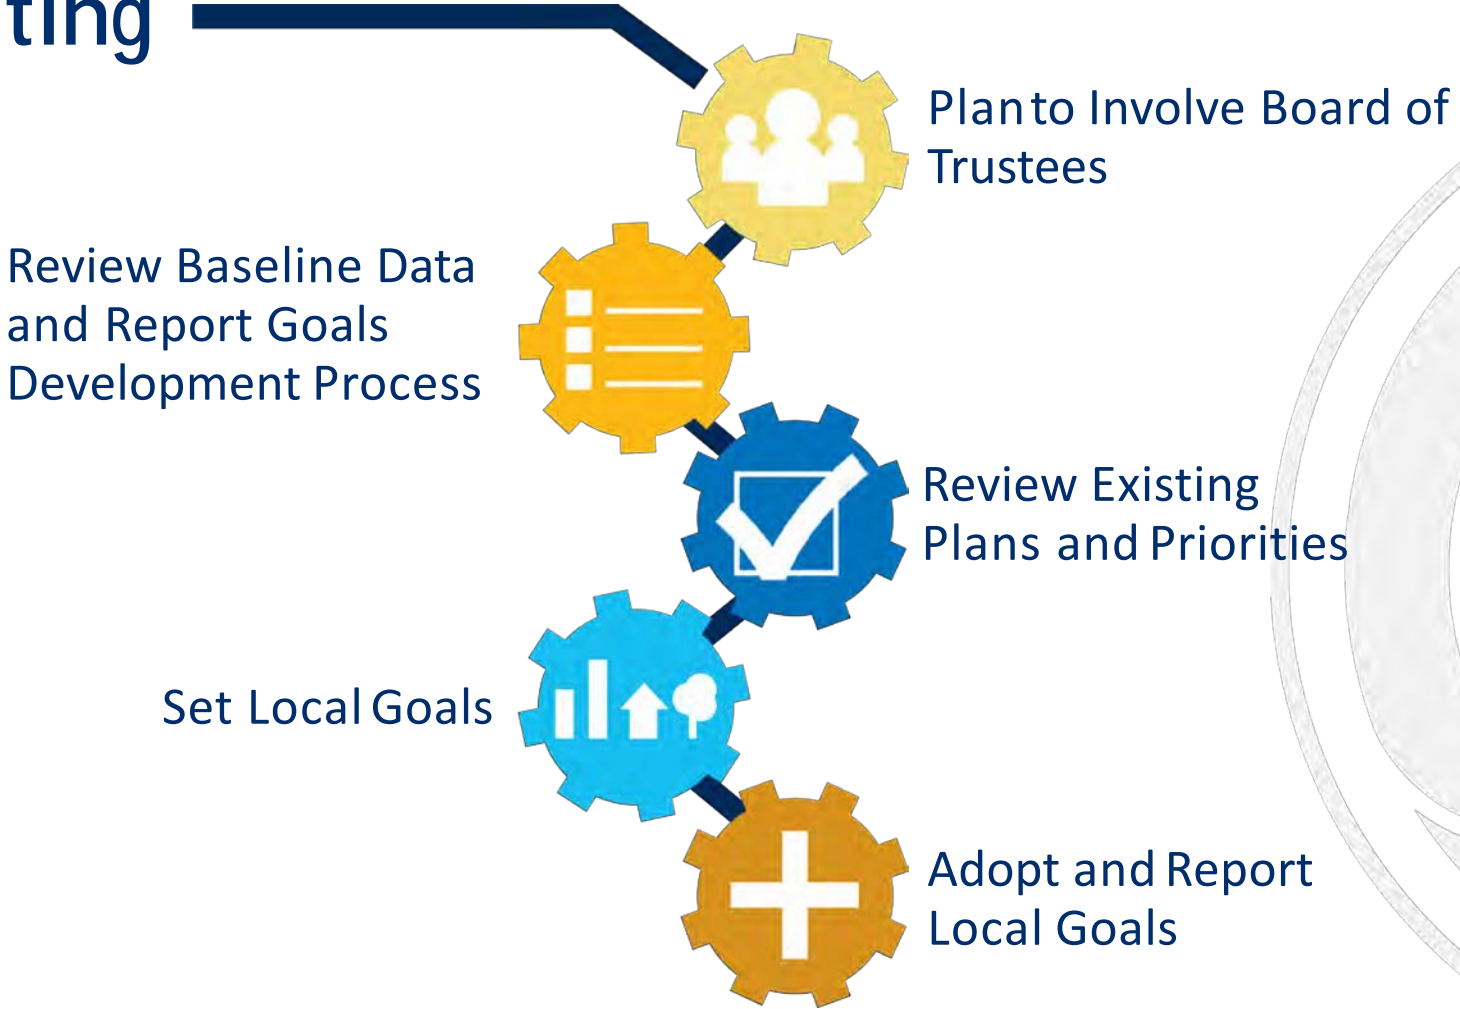 ting
Plan to Involve Board of
Trustees
Review Baseline Data
and Report Goals
Development Process
Review Existing
Plans and Priorities
Set Local Goals
Adopt and Report
Local Goals